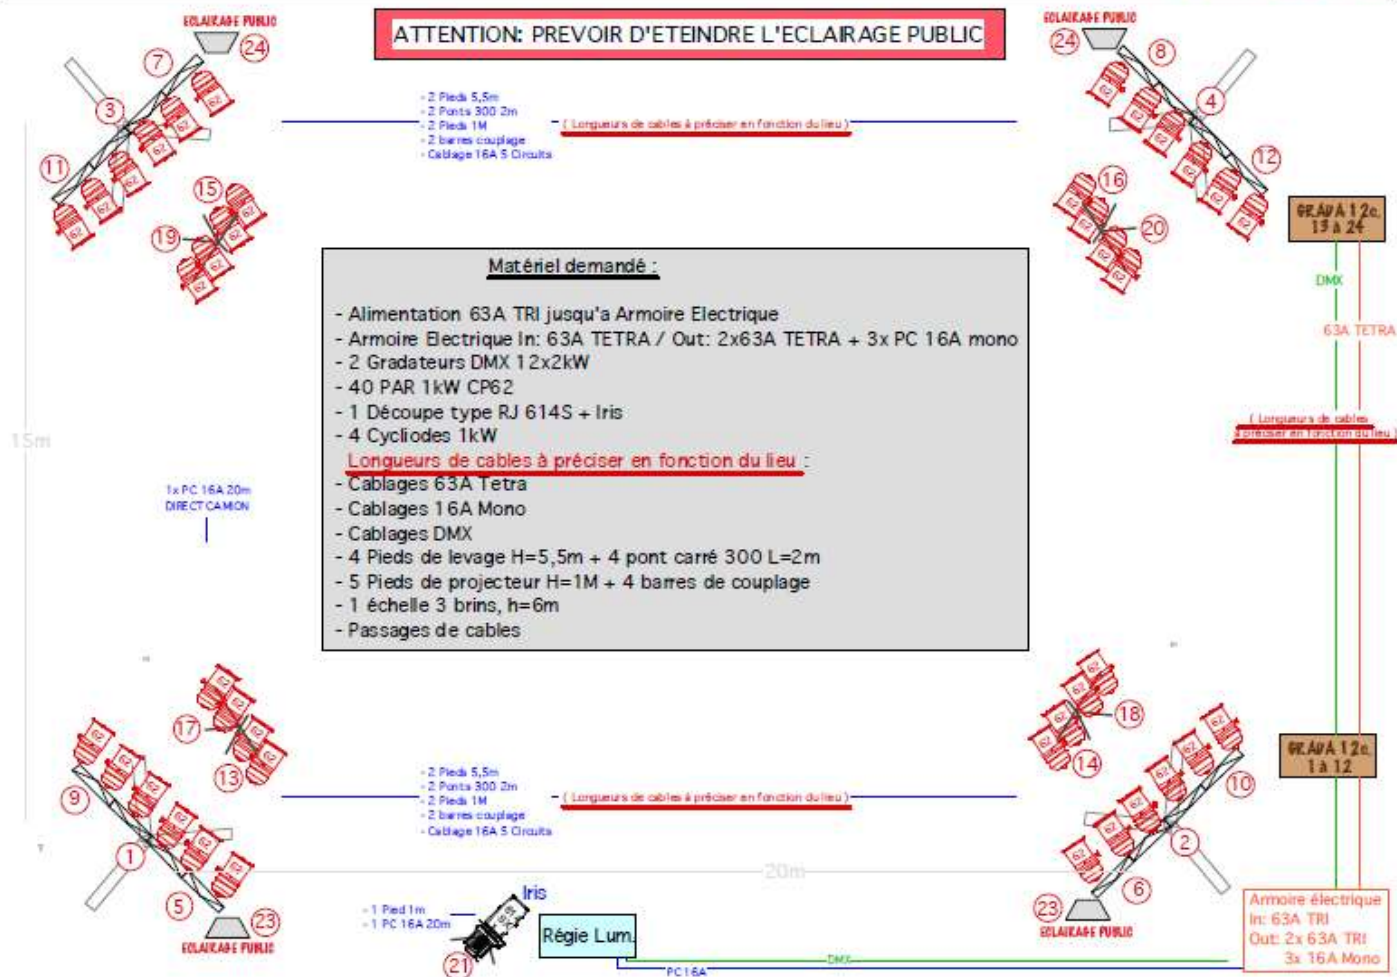 ECLAIRAGE PUBLIC
24
7
3
11
15
19
ATTENTION: PREVOIR D'ETEINDRE L'ECLAIRAGE PUBLIC
ECLAIRAGE PUBLIC
24
8
4
12
16
20
- 2 Pieds 5,5m
- 2 Ponts 300 2m
- 2 Pieds 1M
- 2 barres couplage
- Cablage 16A 5 Circuits
( Longueurs de cables à préciser en fonction du lieu )
GRADA 12c.
13 à 24
DMX
63A TETRA
Matériel demandé :
- Alimentation 63A TRI jusqu'a Armoire Electrique
- Armoire Electrique In: 63A TETRA / Out: 2x63A TETRA + 3x PC 16A mono
- 2 Gradateurs DMX 12x2kW
- 40 PAR 1kW CP62
- 1 Découpe type RJ 614S + Iris
- 4 Cycliodes 1kW
Longueurs de cables à préciser en fonction du lieu :
- Cablages 63A Tetra
- Cablages 16A Mono
- Cablages DMX
- 4 Pieds de levage H=5,5m + 4 pont carré 300 L=2m
- 5 Pieds de projecteur H=1M + 4 barres de couplage
- 1 échelle 3 brins, h=6m
- Passages de cables
15m
1x PC 16A 20m
DIRECT CAMION
( Longueurs de cables
à préciser en fonction du lieu )
17
13
9
1
5
23
ECLAIRAGE PUBLIC
- 2 Pieds 5,5m
- 2 Ponts 300 2m
- 2 Pieds 1M
- 2 barres couplage
- Cablage 16A 5 Circuits
( Longueurs de cables à préciser en fonction du lieu )
18
14
10
2
6
23
ECLAIRAGE PUBLIC
GRADA 12c.
1 à 12
20m
- 1 Pied 1m
- 1 PC 16A 20m
Iris
21
Régie Lum.
DMX
PC16A
Armoire électrique
In: 63A TRI
Out: 2x 63A TRI
3x 16A Mono